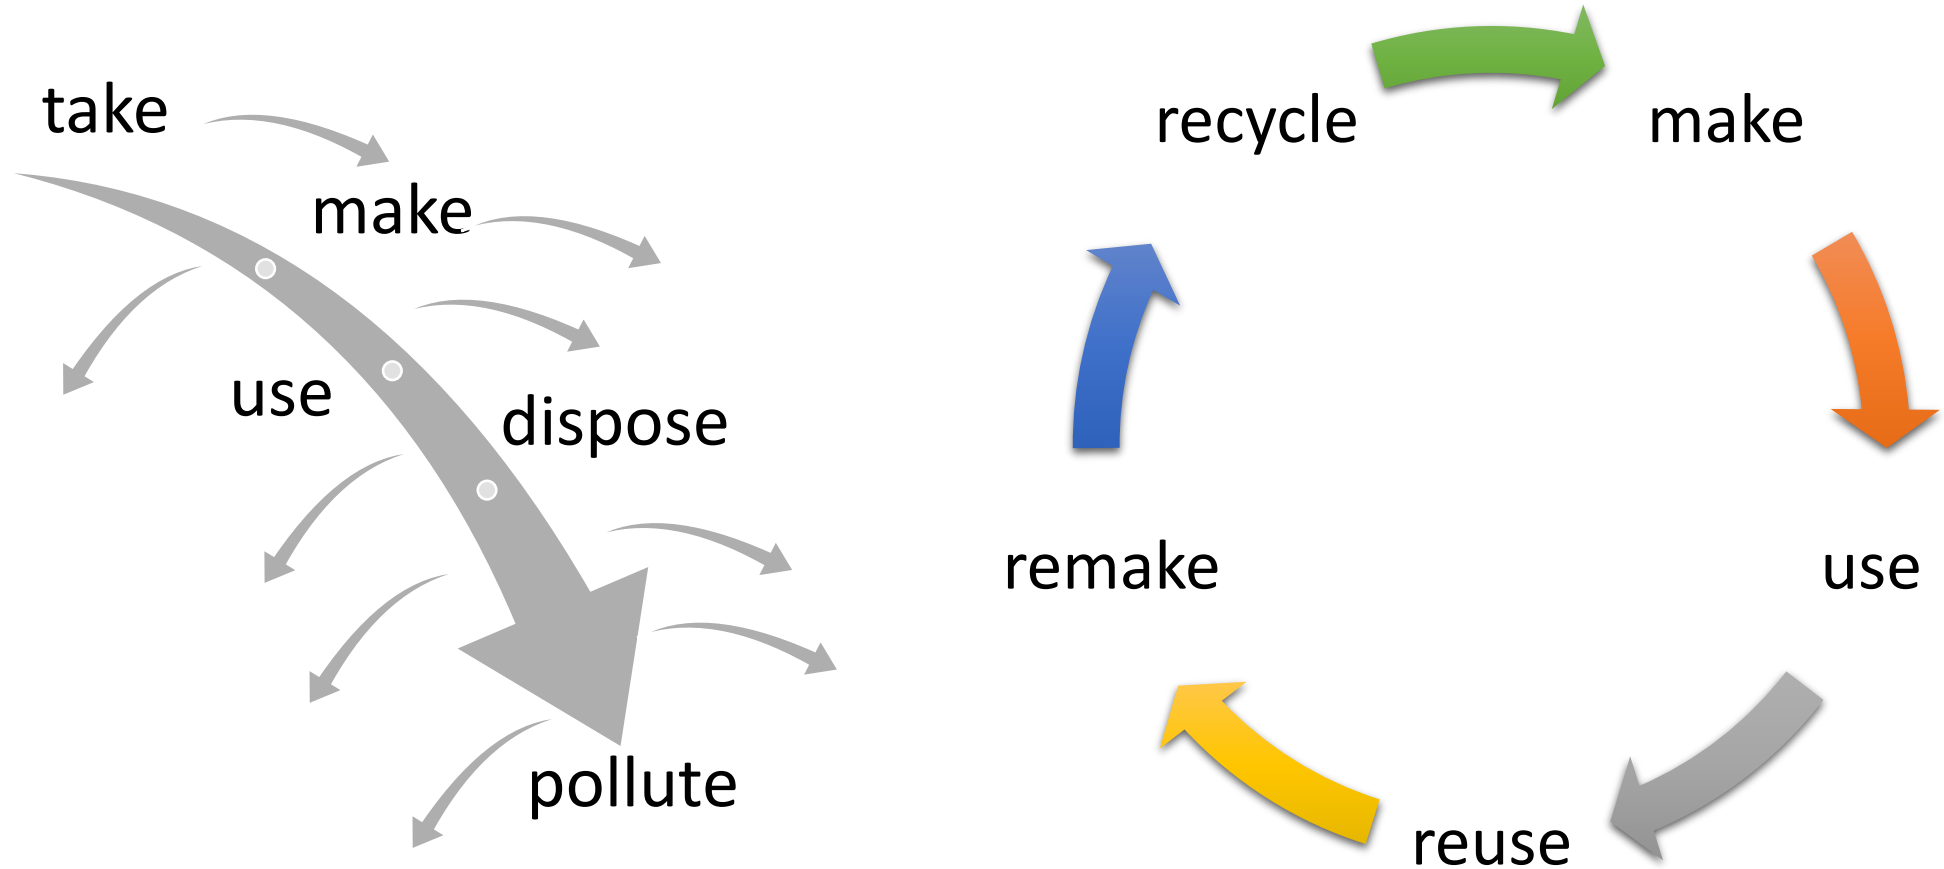 take
make
use
dispose
pollute
recycle
make
use
reuse
remake